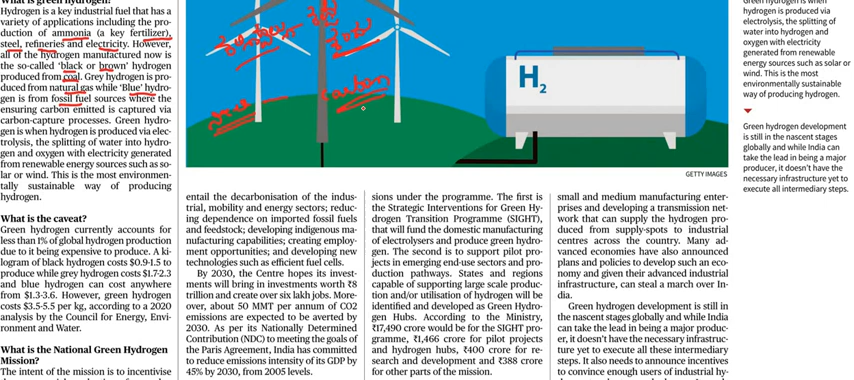 What is green hydrogen?
Hydrogen is a key industrial fuel that has a
variety of applications including the pro-
duction of ammonia (a key fertilizer),
steel, refineries and electricity. However,
all of the hydrogen manufactured now is
the so-called ‘black or brown’ hydrogen
produced from coal. Grey hydrogen is pro-
duced from natural gas while ‘Blue’ hydro-
gen is from fossil fuel sources where the
ensuring carbon emitted is captured via
carbon-capture processes. Green hydro-
gen is when hydrogen is produced via elec-
trolysis, the splitting of water into hydro-
gen and oxygen with electricity generated
from renewable energy sources such as so-
lar or wind. This is the most environmen-
tally sustainable way of producing
hydrogen.
What is the caveat?
Green hydrogen currently accounts for
less than 1% of global hydrogen production
due to it being expensive to produce. A ki-
logram of black hydrogen costs $0.9-1.5 to
produce while grey hydrogen costs $1.7-2.3
and blue hydrogen can cost anywhere
from $1.3-3.6. However, green hydrogen
costs $3.5-5.5 per kg, according to a 2020
analysis by the Council for Energy, Envi-
ronment and Water.
What is the National Green Hydrogen
Mission?
The intent of the mission is to incentivise
carbon
H2
GETTY IMAGES
entail the decarbonisation of the indus-
trial, mobility and energy sectors; reduc-
ing dependence on imported fossil fuels
and feedstock; developing indigenous ma-
nufacturing capabilities; creating employ-
ment opportunities; and developing new
technologies such as efficient fuel cells.
By 2030, the Centre hopes its invest-
ments will bring in investments worth ₹8
trillion and create over six lakh jobs. More-
over, about 50 MMT per annum of CO2
emissions are expected to be averted by
2030. As per its Nationally Determined
Contribution (NDC) to meeting the goals of
the Paris Agreement, India has committed
to reduce emissions intensity of its GDP by
45% by 2030, from 2005 levels.
sions under the programme. The first is
the Strategic Interventions for Green Hy-
drogen Transition Programme (SIGHT),
that will fund the domestic manufacturing
of electrolysers and produce green hydro-
gen. The second is to support pilot pro-
jects in emerging end-use sectors and pro-
duction pathways. States and regions
capable of supporting large scale produc-
tion and/or utilisation of hydrogen will be
identified and developed as Green Hydro-
gen Hubs. According to the Ministry,
₹17,490 crore would be for the SIGHT pro-
gramme, ₹1,466 crore for pilot projects
and hydrogen hubs, ₹400 crore for re-
search and development and ₹388 crore
for other parts of the mission.
small and medium manufacturing enter-
prises and developing a transmission net-
work that can supply the hydrogen pro-
duced from supply-spots to industrial
centres across the country. Many ad-
vanced economies have also announced
plans and policies to develop such an eco-
nomy and given their advanced industrial
infrastructure, can steal a march over In-
dia.
Green hydrogen development is still in
the nascent stages globally and while India
can take the lead in being a major produc-
er, it doesn’t have the necessary infrastruc-
ture yet to execute all these intermediary
steps. It also needs to announce incentives
to convince enough users of industrial hy-
Green hydrogen is when
hydrogen is produced via
electrolysis, the splitting of
water into hydrogen and
oxygen with electricity
generated from renewable
energy sources such as solar or
wind. This is the most
environmentally sustainable
way of producing hydrogen.
Green hydrogen development
is still in the nascent stages
globally and while India can
take the lead in being a major
producer, it doesn’t have the
necessary infrastructure yet to
execute all intermediary steps.